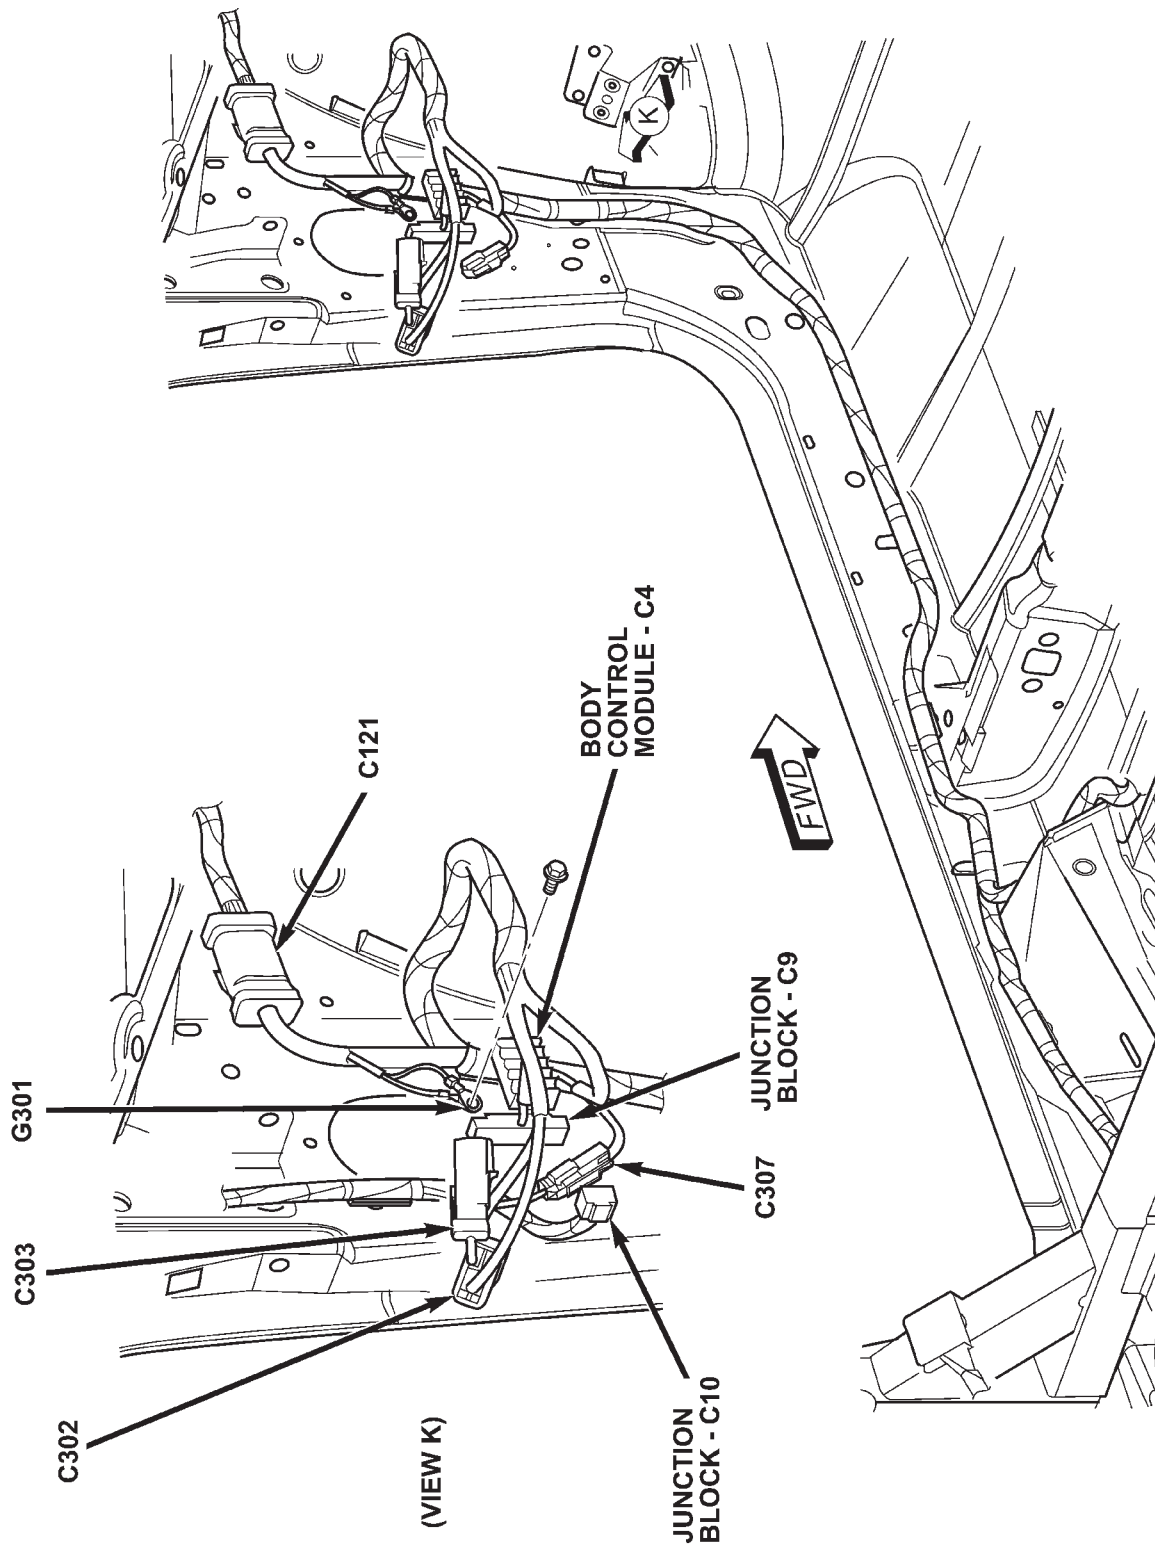 G301
C303
C302
C121
BODY
CONTROL
MODULE - C4
JUNCTION
BLOCK - C9
C307
JUNCTION
BLOCK - C10
(VIEW K)
FWD
K